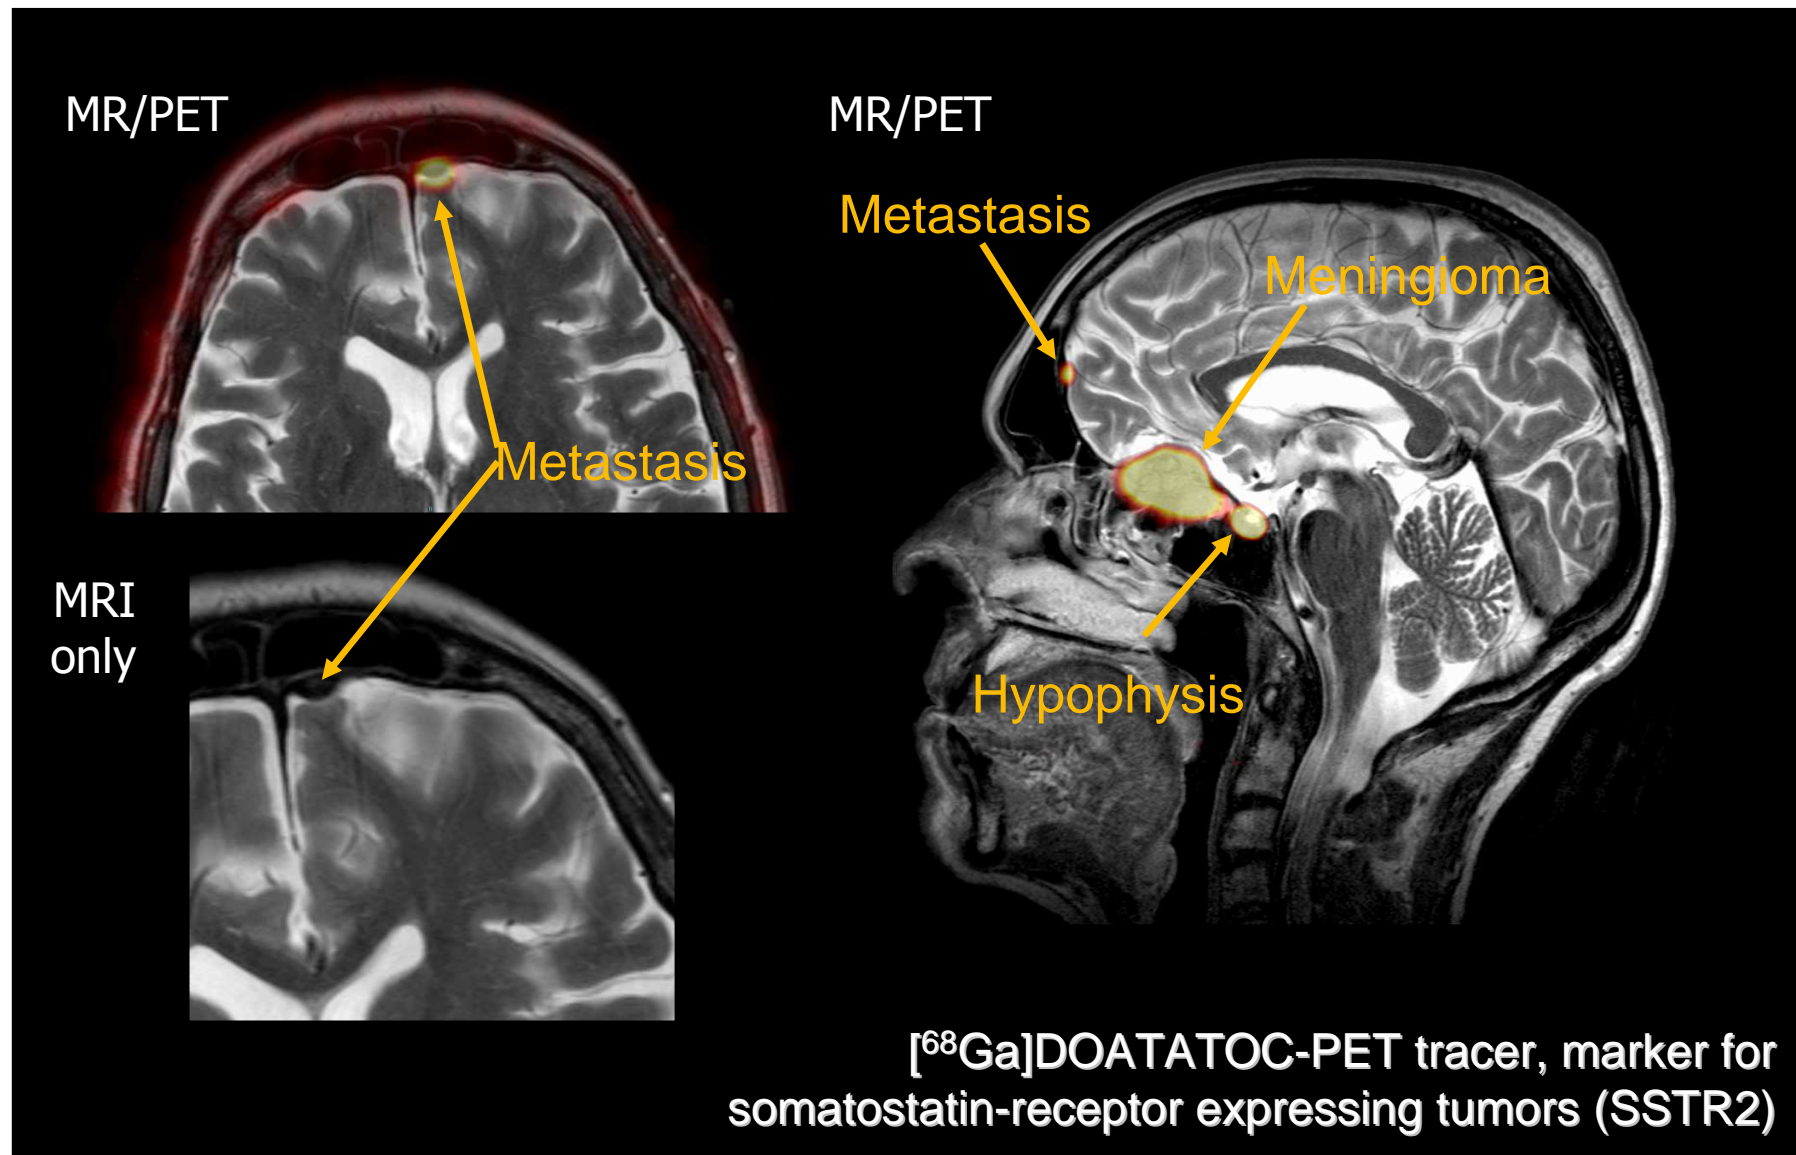 MR/PET
Metastasis
MRI
only
MR/PET
Metastasis
Meningioma
Hypophysis
[⁶⁸Ga]DOATATOC-PET tracer, marker for
somatostatin-receptor expressing tumors (SSTR2)